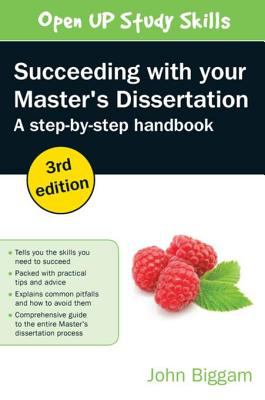 Open UP Study Skills
Succeeding with your
Master's Dissertation
A step-by-step handbook
3rd
edition
• Tells you the skills you
need to succeed
• Packed with practical
tips and advice
• Explains common pitfalls
and how to avoid them
• Comprehensive guide
to the entire Master's
dissertation process
John Biggam